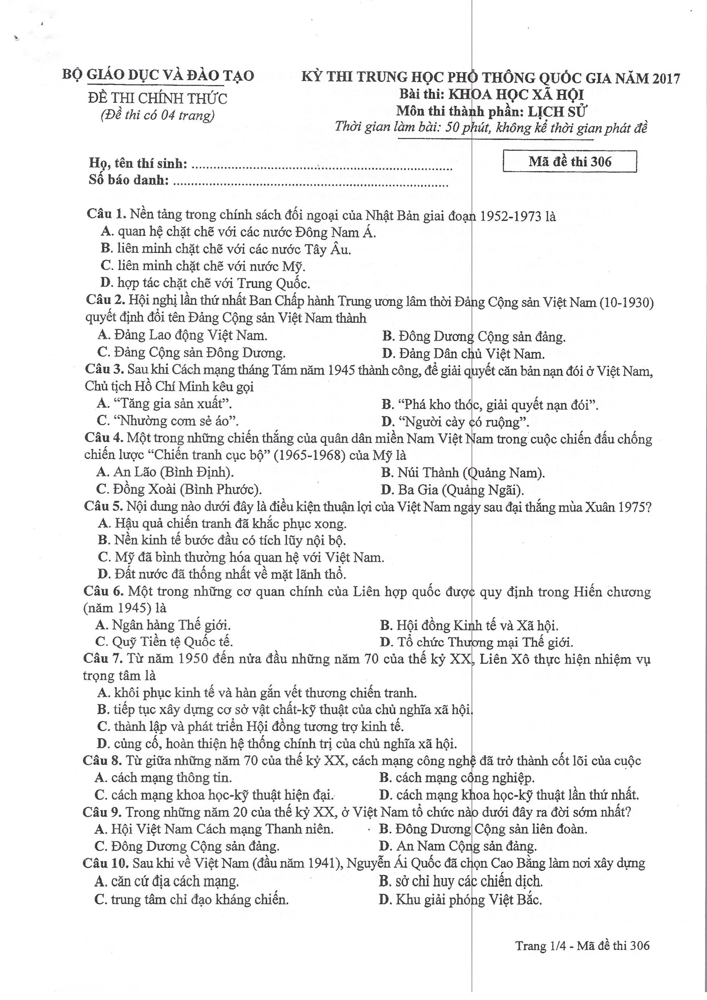 BỘ GIÁO DỤC VÀ ĐÀO TẠO
ĐỀ THI CHÍNH THỨC
(Đề thi có 04 trang)
KỲ THI TRUNG HỌC PHỔ THÔNG QUỐC GIA NĂM 2017
Bài thi: KHOA HỌC XÃ HỘI
Môn thi thành phần: LỊCH SỬ
Thời gian làm bài: 50 phút, không kể thời gian phát đề
Họ, tên thí sinh: ........................................................................
Số báo danh: ............................................................................
Mã đề thi 306
Câu 1. Nền tảng trong chính sách đối ngoại của Nhật Bản giai đoạn 1952-1973 là
A. quan hệ chặt chẽ với các nước Đông Nam Á.
B. liên minh chặt chẽ với các nước Tây Âu.
C. liên minh chặt chẽ với nước Mỹ.
D. hợp tác chặt chẽ với Trung Quốc.
Câu 2. Hội nghị lần thứ nhất Ban Chấp hành Trung ương lâm thời Đảng Cộng sản Việt Nam (10-1930)
quyết định đổi tên Đảng Cộng sản Việt Nam thành
A. Đảng Lao động Việt Nam. B. Đông Dương Cộng sản đảng.
C. Đảng Cộng sản Đông Dương. D. Đảng Dân chủ Việt Nam.
Câu 3. Sau khi Cách mạng tháng Tám năm 1945 thành công, để giải quyết căn bản nạn đói ở Việt Nam,
Chủ tịch Hồ Chí Minh kêu gọi
A. “Tăng gia sản xuất”. B. “Phá kho thóc, giải quyết nạn đói”.
C. “Nhường cơm sẻ áo”. D. “Người cày có ruộng”.
Câu 4. Một trong những chiến thắng của quân dân miền Nam Việt Nam trong cuộc chiến đấu chống
chiến lược “Chiến tranh cục bộ” (1965-1968) của Mỹ là
A. An Lão (Bình Định). B. Núi Thành (Quảng Nam).
C. Đồng Xoài (Bình Phước). D. Ba Gia (Quảng Ngãi).
Câu 5. Nội dung nào dưới đây là điều kiện thuận lợi của Việt Nam ngay sau đại thắng mùa Xuân 1975?
A. Hậu quả chiến tranh đã khắc phục xong.
B. Nền kinh tế bước đầu có tích lũy nội bộ.
C. Mỹ đã bình thường hóa quan hệ với Việt Nam.
D. Đất nước đã thống nhất về mặt lãnh thổ.
Câu 6. Một trong những cơ quan chính của Liên hợp quốc được quy định trong Hiến chương
(năm 1945) là
A. Ngân hàng Thế giới. B. Hội đồng Kinh tế và Xã hội.
C. Quỹ Tiền tệ Quốc tế. D. Tổ chức Thương mại Thế giới.
Câu 7. Từ năm 1950 đến nửa đầu những năm 70 của thế kỷ XX, Liên Xô thực hiện nhiệm vụ
trọng tâm là
A. khôi phục kinh tế và hàn gắn vết thương chiến tranh.
B. tiếp tục xây dựng cơ sở vật chất-kỹ thuật của chủ nghĩa xã hội.
C. thành lập và phát triển Hội đồng tương trợ kinh tế.
D. củng cố, hoàn thiện hệ thống chính trị của chủ nghĩa xã hội.
Câu 8. Từ giữa những năm 70 của thế kỷ XX, cách mạng công nghệ đã trở thành cốt lõi của cuộc
A. cách mạng thông tin. B. cách mạng công nghiệp.
C. cách mạng khoa học-kỹ thuật hiện đại. D. cách mạng khoa học-kỹ thuật lần thứ nhất.
Câu 9. Trong những năm 20 của thế kỷ XX, ở Việt Nam tổ chức nào dưới đây ra đời sớm nhất?
A. Hội Việt Nam Cách mạng Thanh niên. B. Đông Dương Cộng sản liên đoàn.
C. Đông Dương Cộng sản đảng. D. An Nam Cộng sản đảng.
Câu 10. Sau khi về Việt Nam (đầu năm 1941), Nguyễn Ái Quốc đã chọn Cao Bằng làm nơi xây dựng
A. căn cứ địa cách mạng. B. sở chỉ huy các chiến dịch.
C. trung tâm chỉ đạo kháng chiến. D. Khu giải phóng Việt Bắc.
Trang 1/4 - Mã đề thi 306